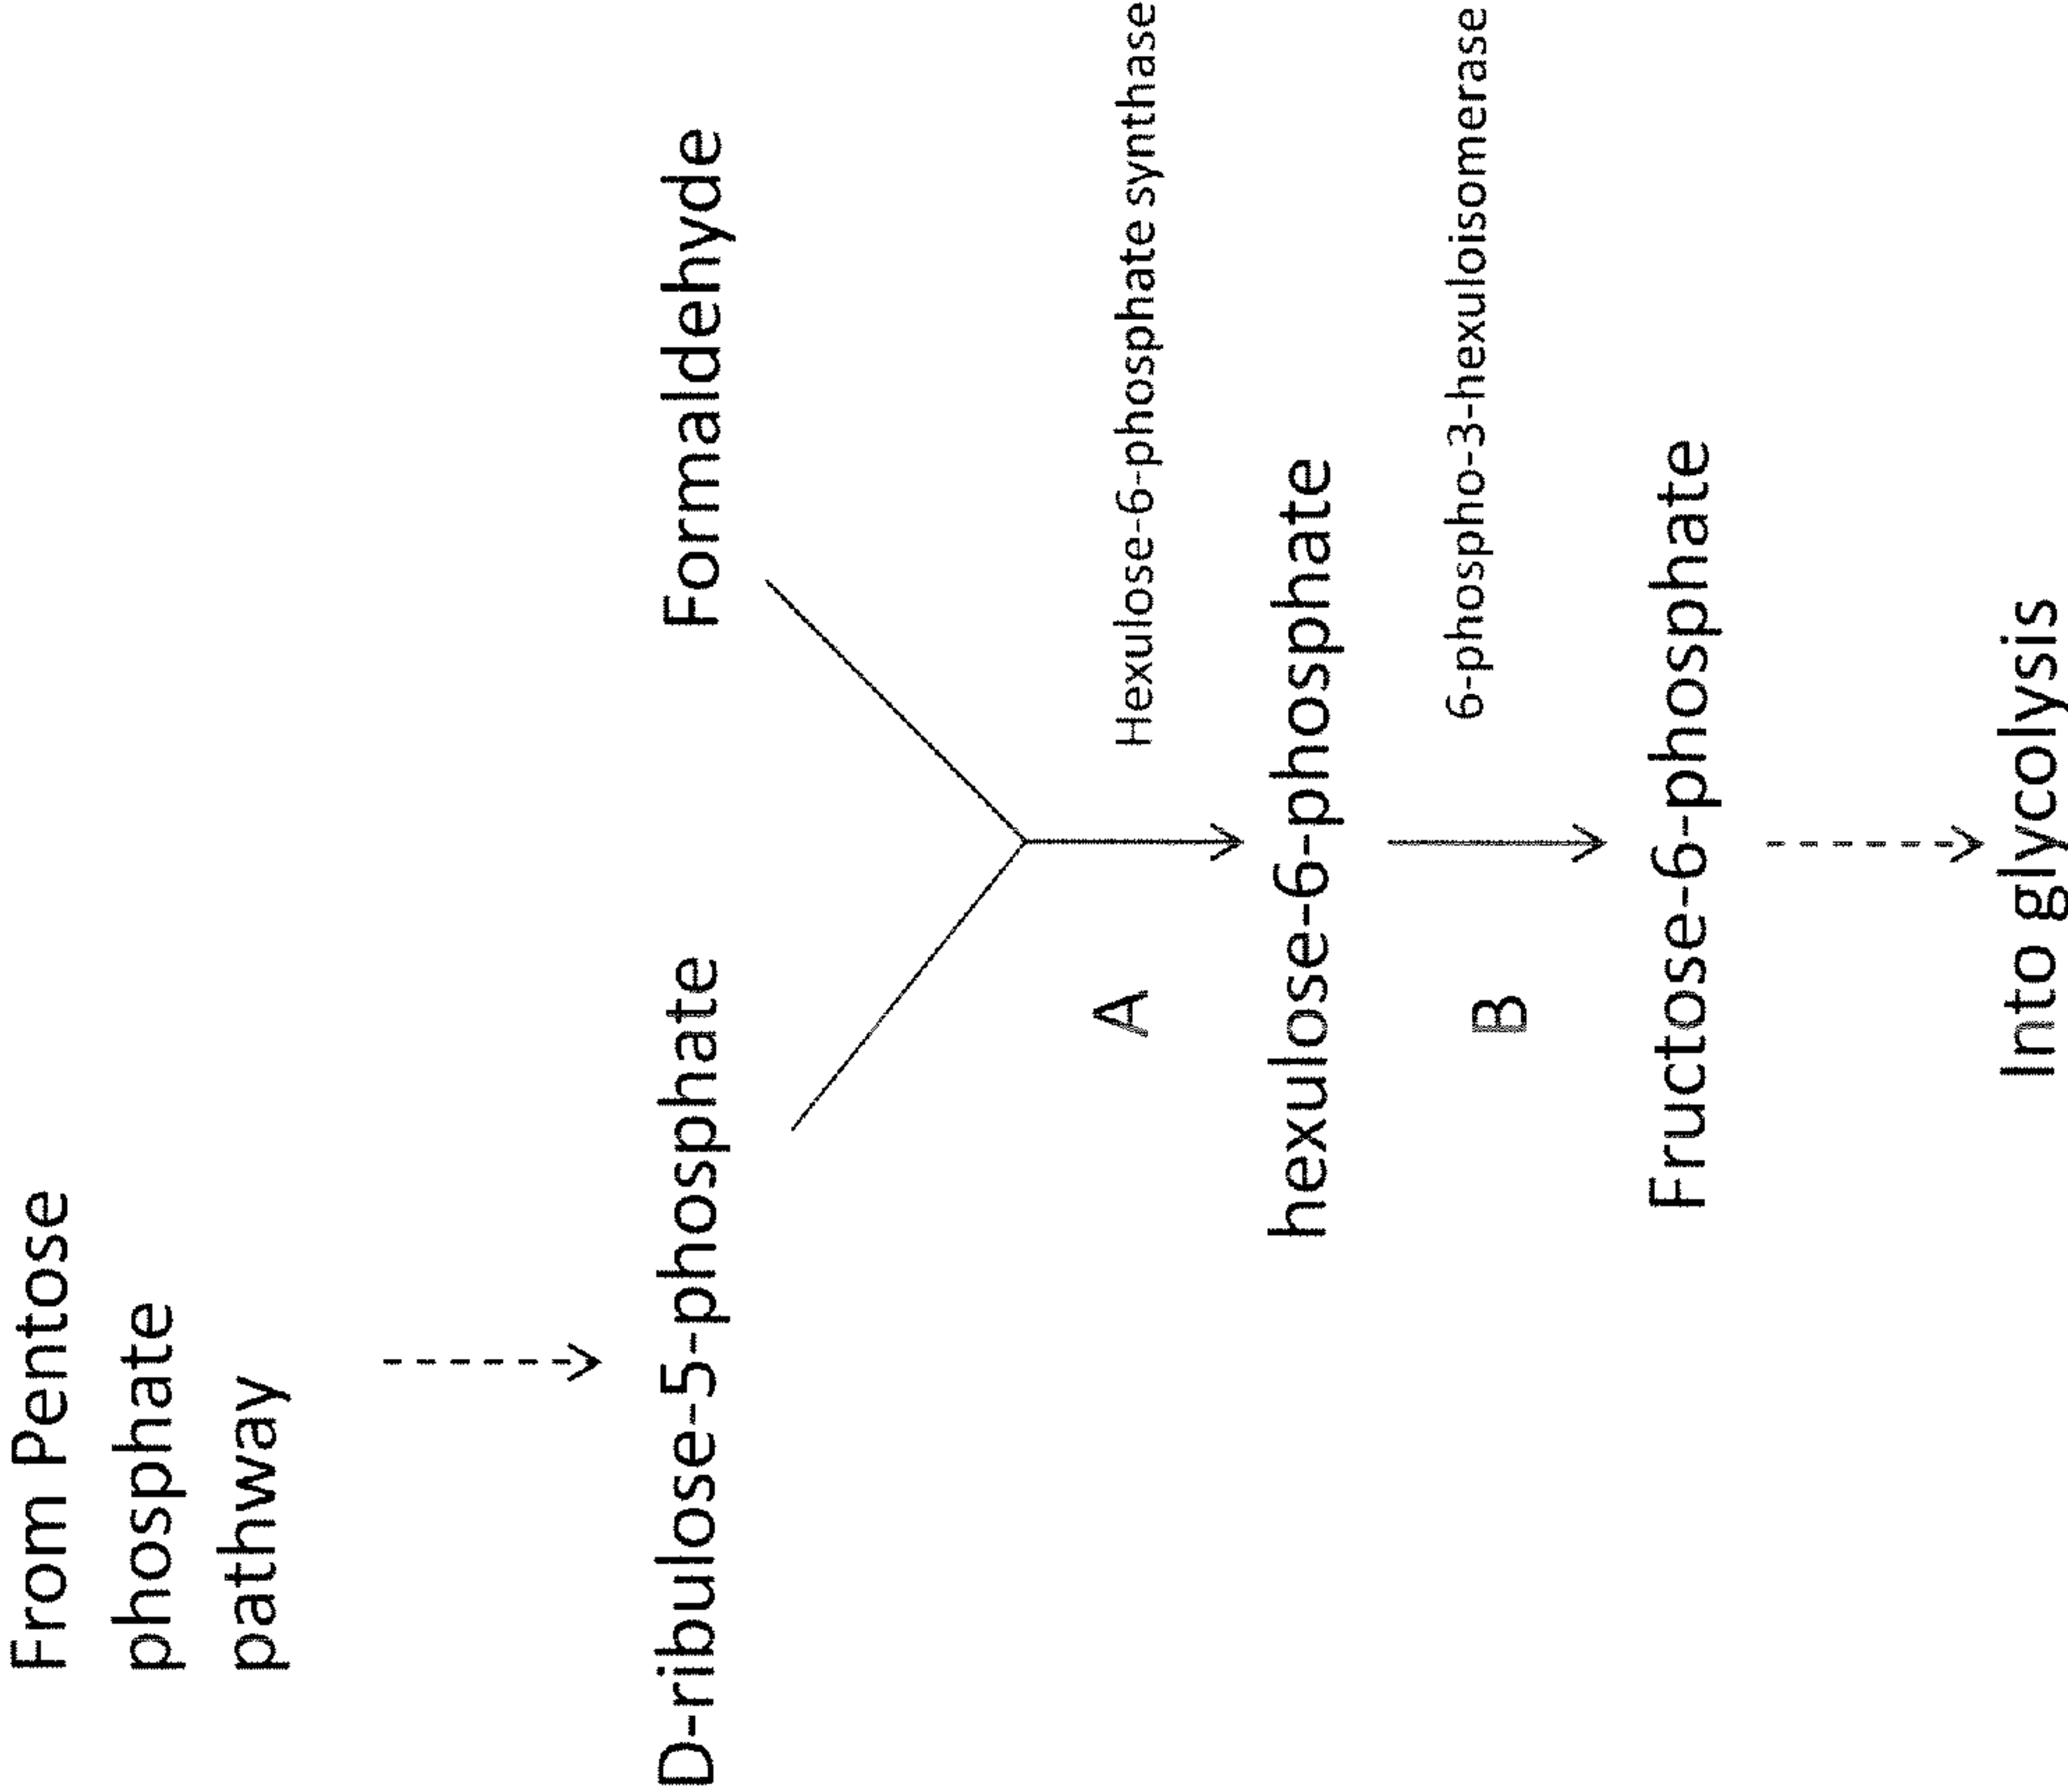 From Pentose
phosphate
pathway
D-ribulose-5-phosphate
Formaldehyde
A
Hexulose-6-phosphate synthase
hexulose-6-phosphate
B
6-phospho-3-hexuloisomerase
Fructose-6-phosphate
Into glycolysis